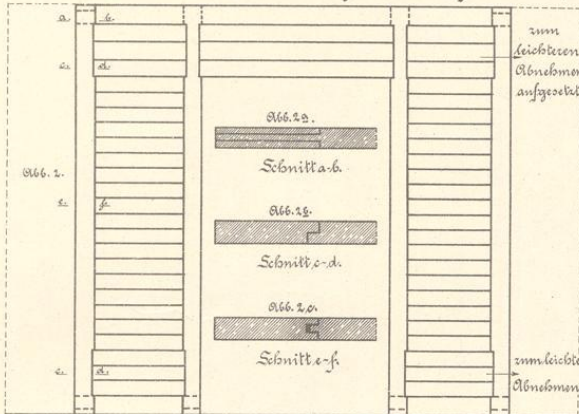 a. b.
zum
leichteren
Abnehmen
aufgesetzt
c. d.
Abb. 2a.
Schnitt a-b.
Abb. 2.
e. f.
Abb. 2b.
Schnitt c-d.
Abb. 2c.
Schnitt e-f.
c. d.
zum leichte
Abnehmen